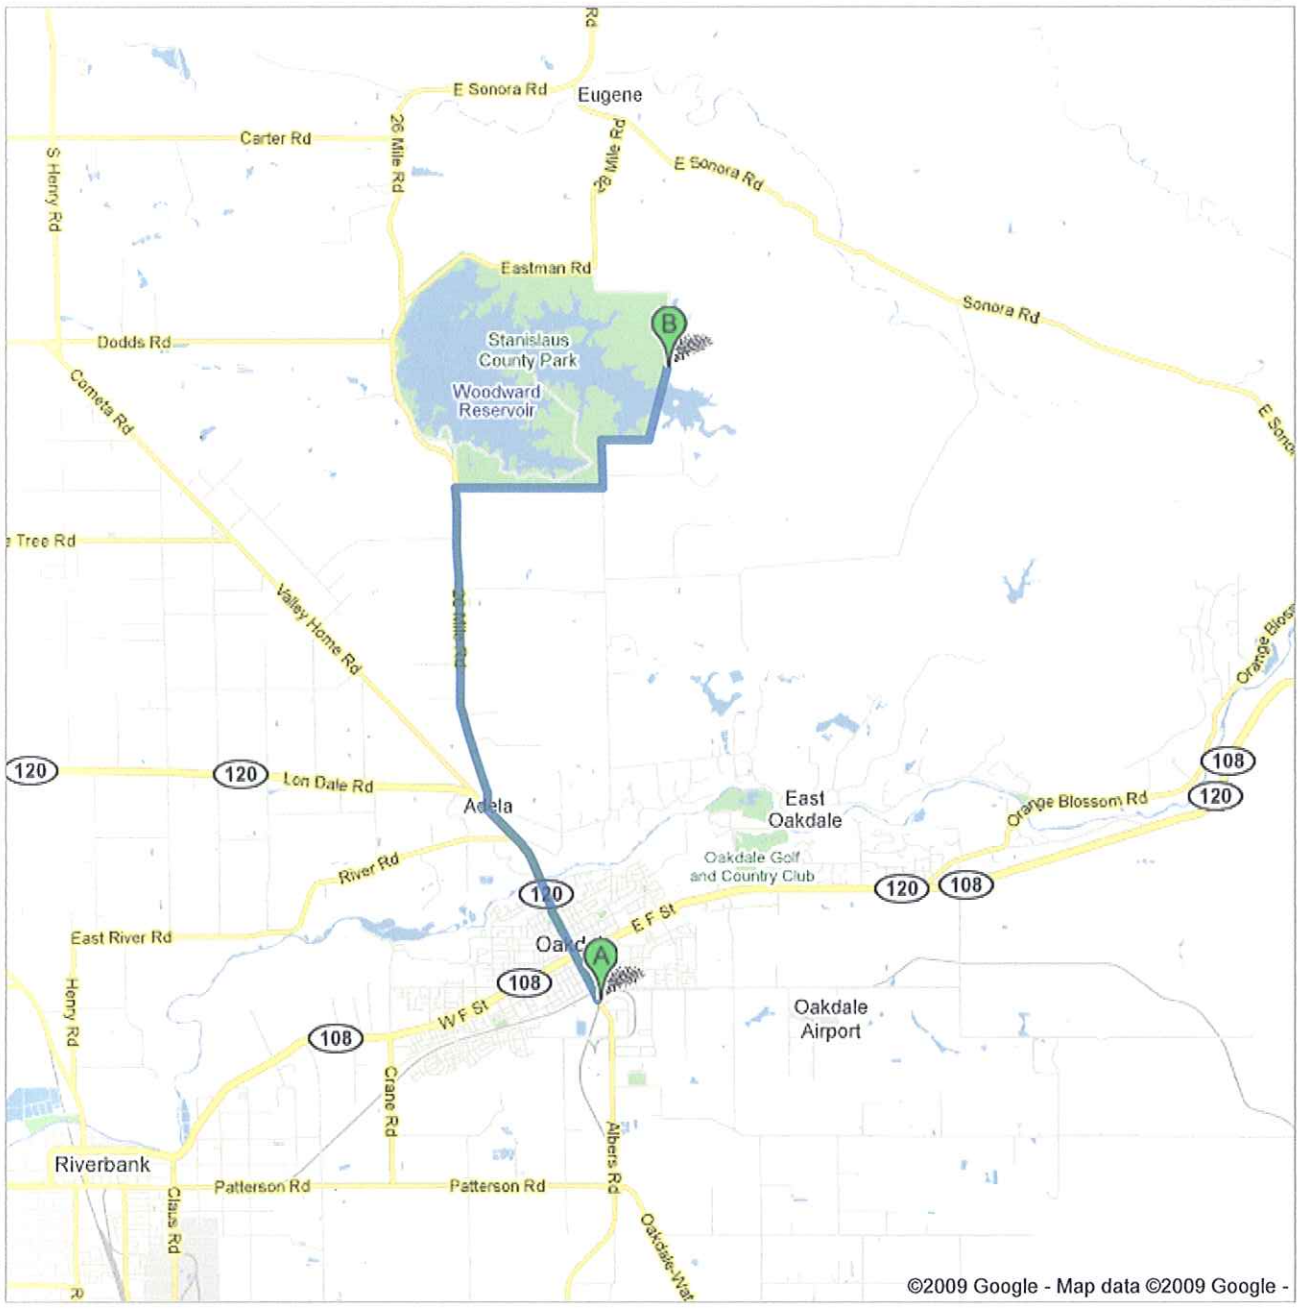 Rd
E Sonora Rd
Eugene
Carter Rd
26 Mile Rd
28 Mile Rd
S Henry Rd
E Sonora Rd
Eastman Rd
Sonora Rd
B
Dodds Rd
Stanislaus
County Park
Woodward
Reservoir
Cometa Rd
E Sono
e Tree Rd
Valley Home Rd
26 Mile Rd
Orange Bloss
120
120
Lon Dale Rd
Adela
108
120
East
Oakdale
Orange Blossom Rd
Oakdale Golf
and Country Club
River Rd
120
120
108
E F St
East River Rd
Oakd
A
108
W F St
Henry Rd
108
Oakdale
Airport
Crane Rd
Albers Rd
Riverbank
Patterson Rd
Patterson Rd
Claus Rd
Oakdale-Wat
R
©2009 Google - Map data ©2009 Google -